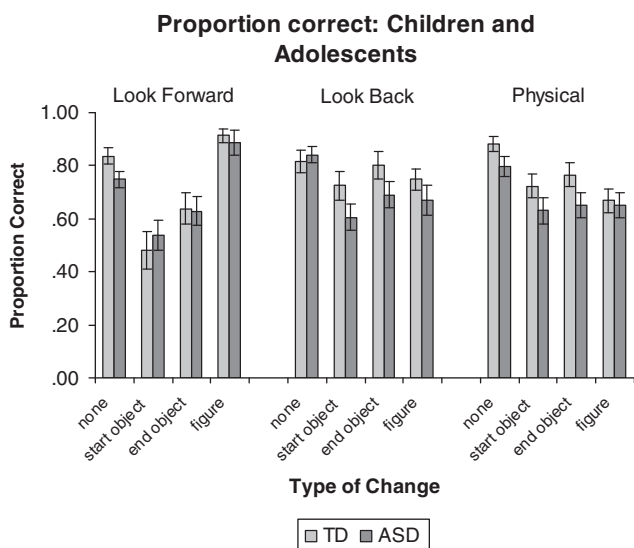 Proportion correct: Children and
Adolescents
Look Forward
Look Back
Physical
1.00
.80
.60
.40
.20
.00
Proportion Correct
none
start object
end object
figure
none
start object
end object
figure
none
start object
end object
figure
Type of Change
TD
ASD